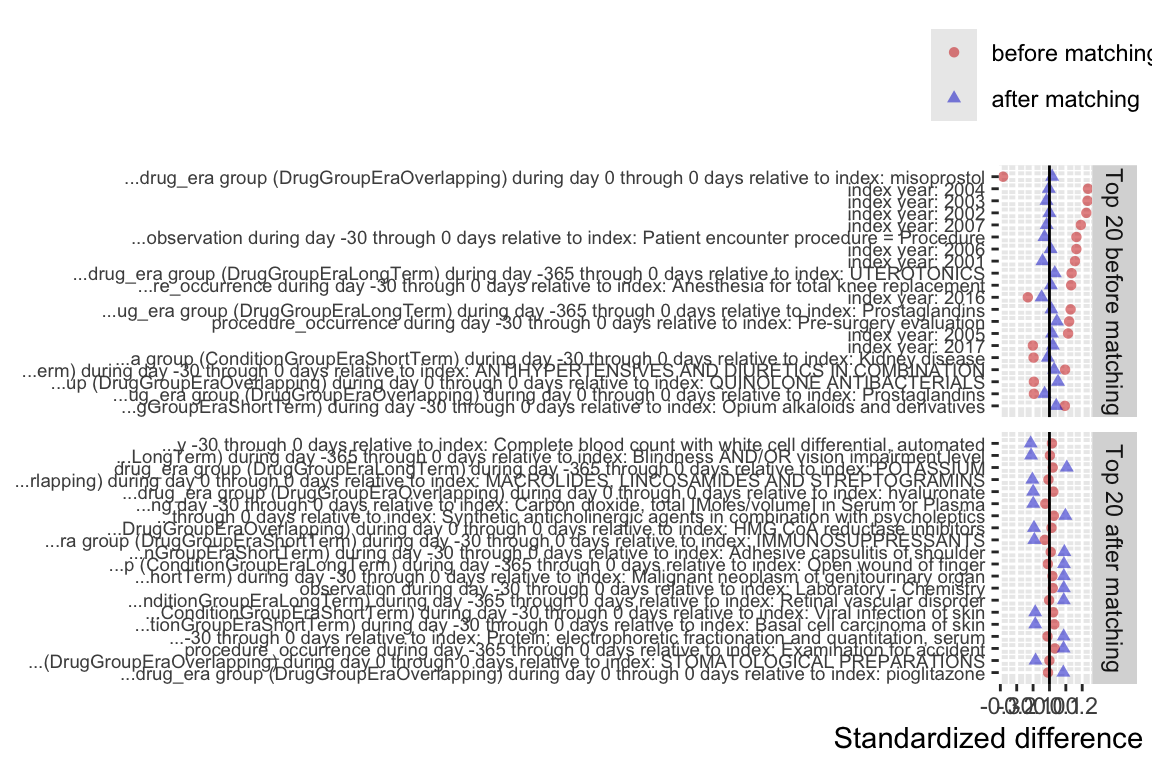 before matching
after matching
...drug_era group (DrugGroupEraOverlapping) during day 0 through 0 days relative to index: misoprostol
index year: 2004
index year: 2003
index year: 2002
index year: 2007
...observation during day -30 through 0 days relative to index: Patient encounter procedure = Procedure
index year: 2006
index year: 2001
...drug_era group (DrugGroupEraLongTerm) during day -365 through 0 days relative to index: UTEROTONICS
...re_occurrence during day -30 through 0 days relative to index: Anesthesia for total knee replacement
index year: 2016
...ug_era group (DrugGroupEraLongTerm) during day -365 through 0 days relative to index: Prostaglandins
procedure_occurrence during day -30 through 0 days relative to index: Pre-surgery evaluation
index year: 2005
index year: 2017
...a group (ConditionGroupEraShortTerm) during day -30 through 0 days relative to index: Kidney disease
...erm) during day -30 through 0 days relative to index: ANTIHYPERTENSIVES AND DIURETICS IN COMBINATION
...up (DrugGroupEraOverlapping) during day 0 through 0 days relative to index: QUINOLONE ANTIBACTERIALS
...ug_era group (DrugGroupEraOverlapping) during day 0 through 0 days relative to index: Prostaglandins
...gGroupEraShortTerm) during day -30 through 0 days relative to index: Opium alkaloids and derivatives
Top 20 before matching
...y -30 through 0 days relative to index: Complete blood count with white cell differential, automated
...LongTerm) during day -365 through 0 days relative to index: Blindness AND/OR vision impairment level
drug_era group (DrugGroupEraLongTerm) during day -365 through 0 days relative to index: POTASSIUM
...rlapping) during day 0 through 0 days relative to index: MACROLIDES, LINCOSAMIDES AND STREPTOGRAMINS
...drug_era group (DrugGroupEraOverlapping) during day 0 through 0 days relative to index: hyaluronate
...ng day -30 through 0 days relative to index: Carbon dioxide, total [Moles/volume] in Serum or Plasma
...through 0 days relative to index: Synthetic anticholinergic agents in combination with psycholeptics
...DrugGroupEraOverlapping) during day 0 through 0 days relative to index: HMG CoA reductase inhibitors
...ra group (DrugGroupEraShortTerm) during day -30 through 0 days relative to index: IMMUNOSUPPRESSANTS
...nGroupEraShortTerm) during day -30 through 0 days relative to index: Adhesive capsulitis of shoulder
...p (ConditionGroupEraLongTerm) during day -365 through 0 days relative to index: Open wound of finger
...hortTerm) during day -30 through 0 days relative to index: Malignant neoplasm of genitourinary organ
observation during day -30 through 0 days relative to index: Laboratory - Chemistry
...nditionGroupEraLongTerm) during day -365 through 0 days relative to index: Retinal vascular disorder
...ConditionGroupEraShortTerm) during day -30 through 0 days relative to index: Viral infection of skin
...tionGroupEraShortTerm) during day -30 through 0 days relative to index: Basal cell carcinoma of skin
...-30 through 0 days relative to index: Protein; electrophoretic fractionation and quantitation, serum
procedure_occurrence during day -365 through 0 days relative to index: Examination for accident
...(DrugGroupEraOverlapping) during day 0 through 0 days relative to index: STOMATOLOGICAL PREPARATIONS
...drug_era group (DrugGroupEraOverlapping) during day 0 through 0 days relative to index: pioglitazone
Top 20 after matching
Standardized difference